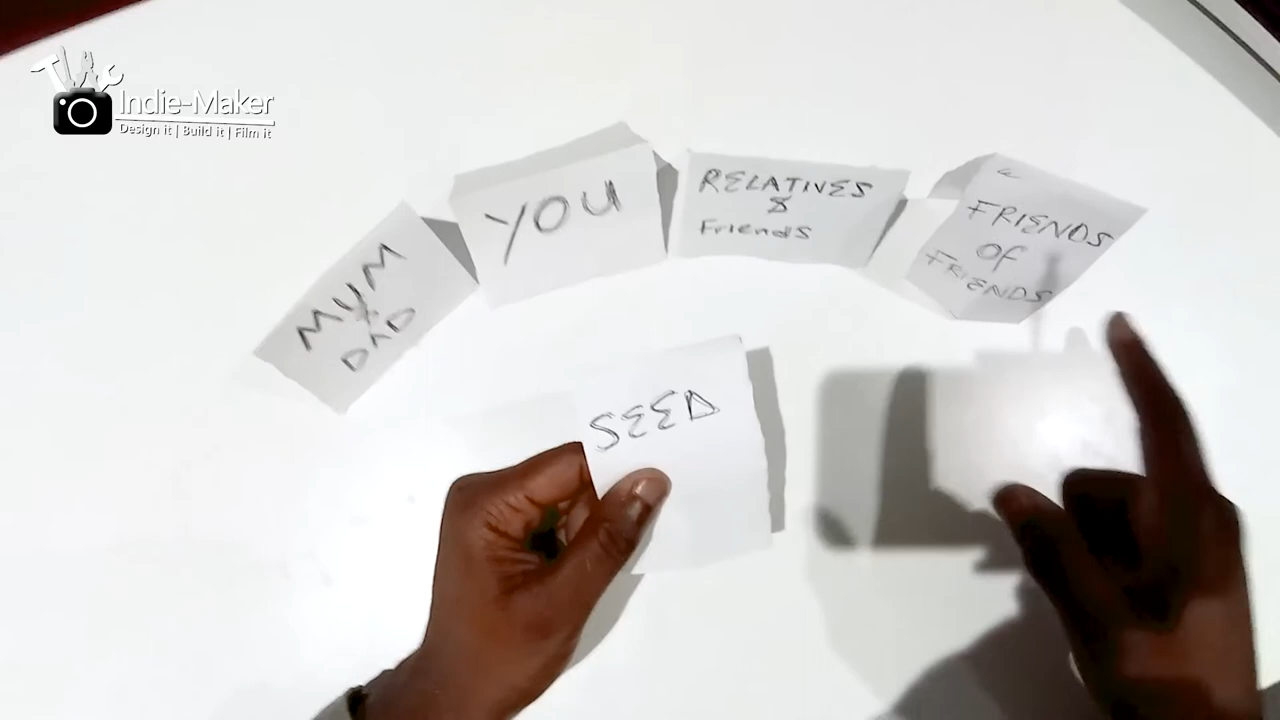 Indie-Maker
Design it | Build it | Film it
MUM
&
DAD
YOU
RELATIVES
&
Friends
FRIENDS
of
FRIENDS
SEED